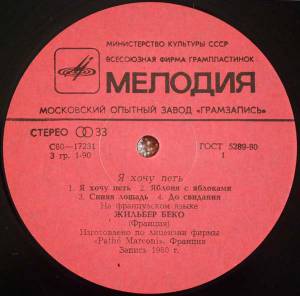 МИНИСТЕРСТВО КУЛЬТУРЫ СССР
ВСЕСОЮЗНАЯ ФИРМА ГРАМПЛАСТИНОК
МЕЛОДИЯ
МОСКОВСКИЙ ОПЫТНЫЙ ЗАВОД «ГРАМЗАПИСЬ»
СТЕРЕО 33
С60—17231 ГОСТ 5289-80
3 гр. 1-90 1
Я хочу петь
1. Я хочу петь 2. Яблоня с яблоками
3. Синяя лошадь 4. До свидания
На французском языке
ЖИЛЬБЕР БЕКО
(Франция)
Изготовлено по лицензии фирмы
«Pathé Marconi». Франция
Запись 1980 г.